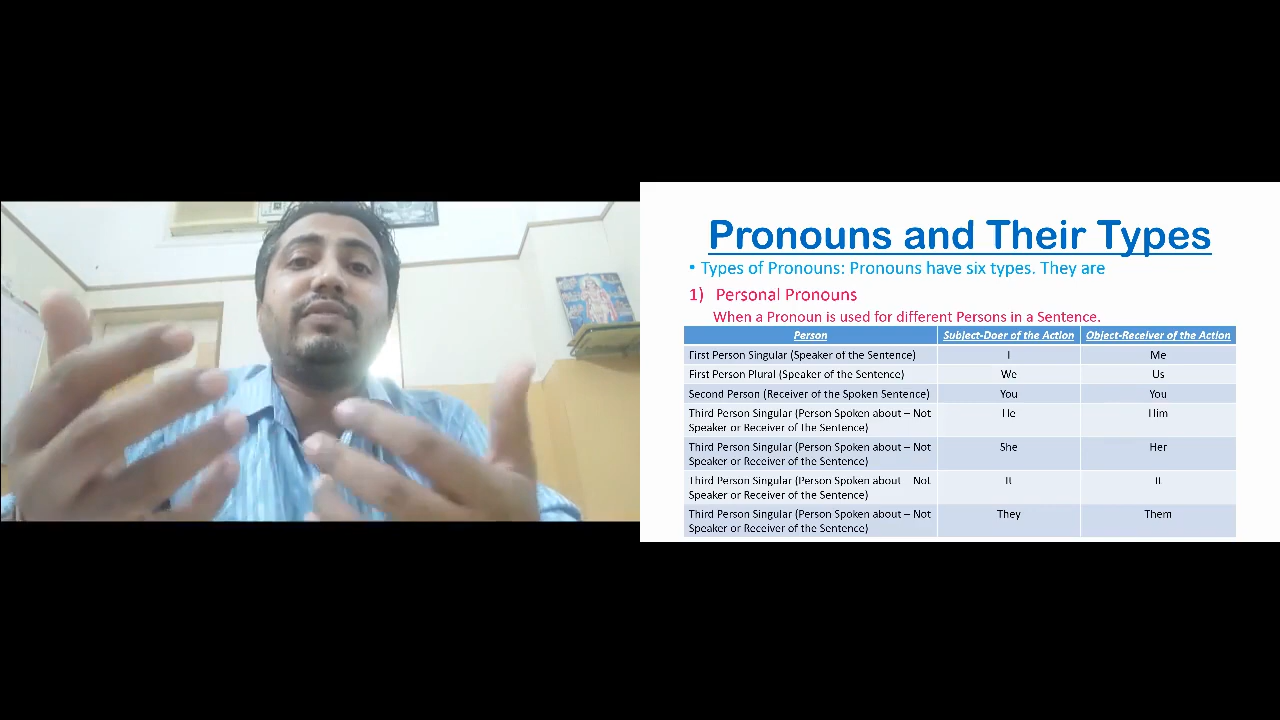 Pronouns and Their Types
• Types of Pronouns: Pronouns have six types. They are
1) Personal Pronouns
When a Pronoun is used for different Persons in a Sentence.
Person Subject-Doer of the Action Object-Receiver of the Action
First Person Singular (Speaker of the Sentence) I Me
First Person Plural (Speaker of the Sentence) We Us
Second Person (Receiver of the Spoken Sentence) You You
Third Person Singular (Person Spoken about – Not He Him
Speaker or Receiver of the Sentence)
Third Person Singular (Person Spoken about – Not She Her
Speaker or Receiver of the Sentence)
Third Person Singular (Person Spoken about – Not It It
Speaker or Receiver of the Sentence)
Third Person Singular (Person Spoken about – Not They Them
Speaker or Receiver of the Sentence)